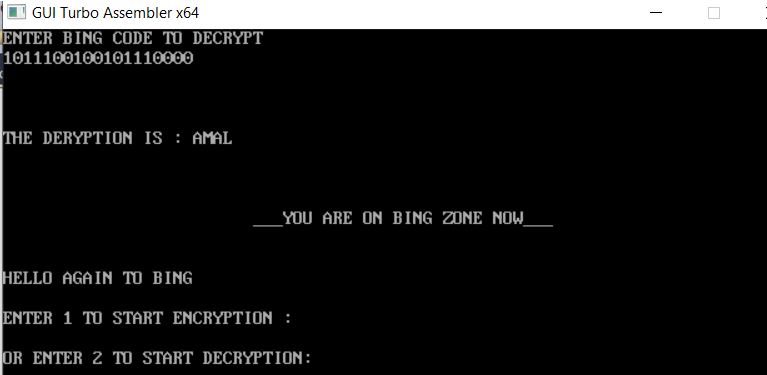 GUI Turbo Assembler x64
ENTER BING CODE TO DECRYPT
1011100100101110000
THE DERYPTION IS : AMAL
___YOU ARE ON BING ZONE NOW___
HELLO AGAIN TO BING
ENTER 1 TO START ENCRYPTION :
OR ENTER 2 TO START DECRYPTION: